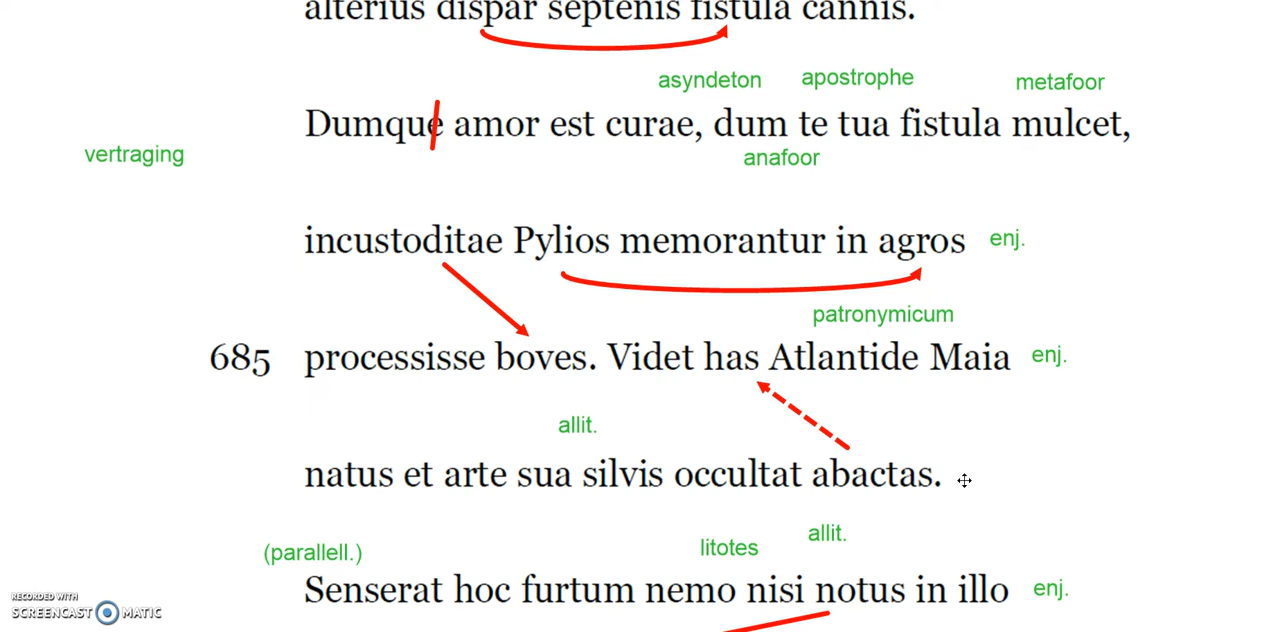 alterius dispar septenis fistula cannis.
asyndeton apostrophe metafoor
Dumque amor est curae, dum te tua fistula mulcet,
vertraging anafoor
incustoditae Pylios memorantur in agros enj.
patronymicum
685 processisse boves. Videt has Atlantide Maia enj.
allit.
natus et arte sua silvis occultat abactas.
allit.
(parallell.) litotes
Senserat hoc furtum nemo nisi notus in illo enj.
RECORDED WITH
SCREENCAST MATIC